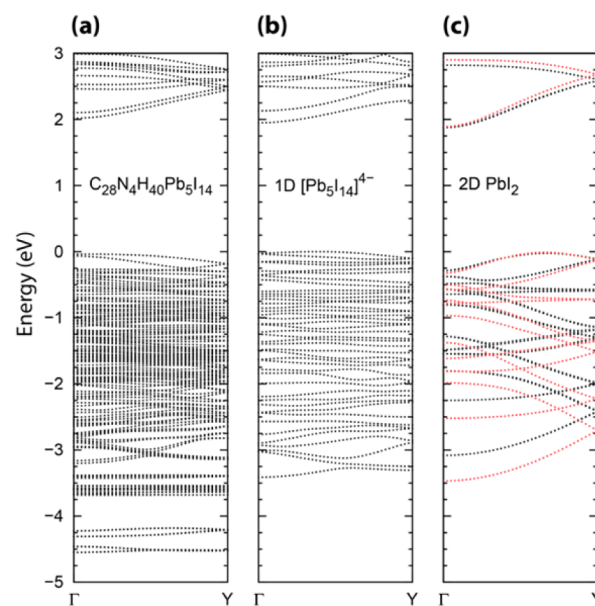 (a) (b) (c)
3
2
1
0
−1
−2
−3
−4
−5
Energy (eV)
C₂₈N₄H₄₀Pb₅I₁₄
1D [Pb₅I₁₄]⁴⁻
2D PbI₂
Γ Y Γ Y Γ Y